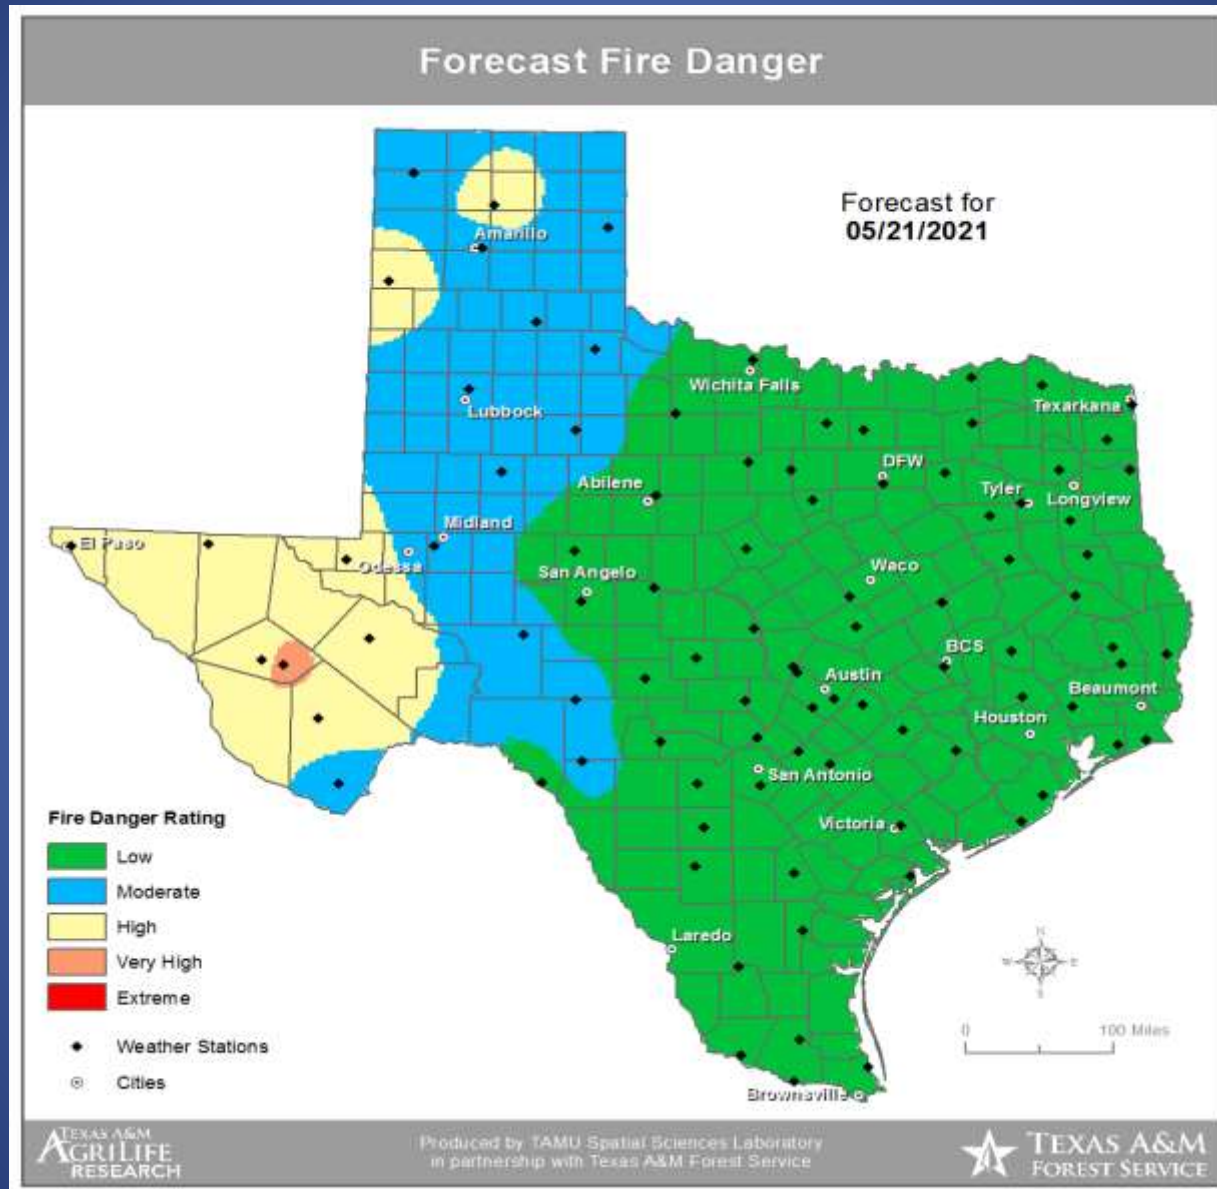 Forecast Fire Danger
Forecast for
05/21/2021
Amarillo
Wichita Falls
Lubbock
Texarkana
DFW
Abilene
Tyler
Longview
Midland
El Paso
Odessa
San Angelo
Waco
BCS
Austin
Beaumont
Houston
San Antonio
Victoria
Laredo
Brownsville
Fire Danger Rating
Low
Moderate
High
Very High
Extreme
Weather Stations
Cities
N
W
E
S
0 100 Miles
TEXAS A&M
AGRILIFE
RESEARCH
Produced by TAMU Spatial Sciences Laboratory
in partnership with Texas A&M Forest Service
TEXAS A&M
FOREST SERVICE